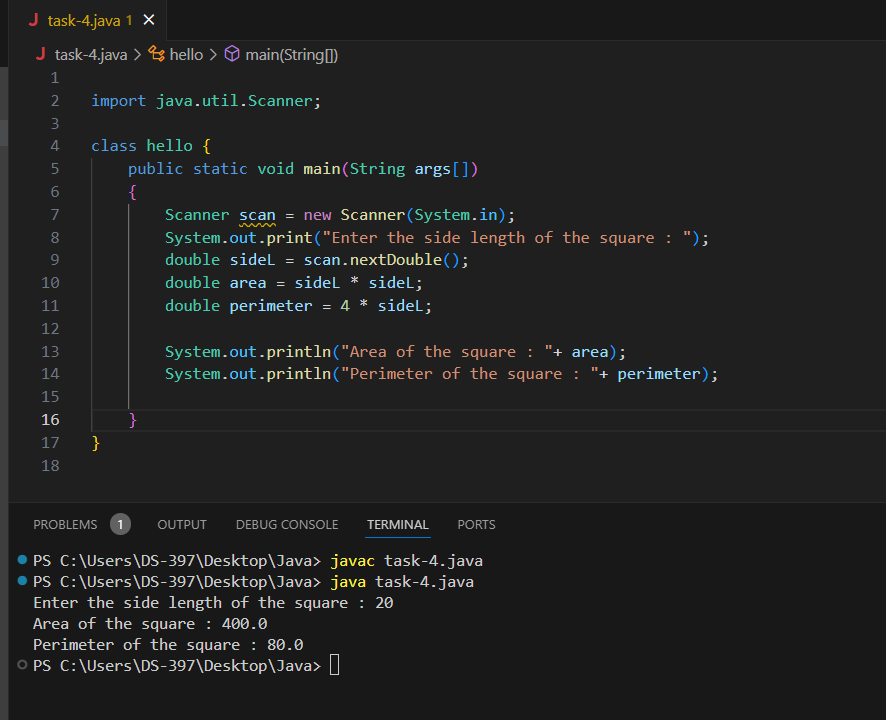 J task-4.java 1 ×
J task-4.java > hello > main(String[])
1
2 import java.util.Scanner;
3
4 class hello {
5 public static void main(String args[])
6 {
7 Scanner scan = new Scanner(System.in);
8 System.out.print("Enter the side length of the square : ");
9 double sideL = scan.nextDouble();
10 double area = sideL * sideL;
11 double perimeter = 4 * sideL;
12
13 System.out.println("Area of the square : "+ area);
14 System.out.println("Perimeter of the square : "+ perimeter);
15
16 }
17 }
18
PROBLEMS 1 OUTPUT DEBUG CONSOLE TERMINAL PORTS
PS C:\Users\DS-397\Desktop\Java> javac task-4.java
PS C:\Users\DS-397\Desktop\Java> java task-4.java
Enter the side length of the square : 20
Area of the square : 400.0
Perimeter of the square : 80.0
PS C:\Users\DS-397\Desktop\Java>